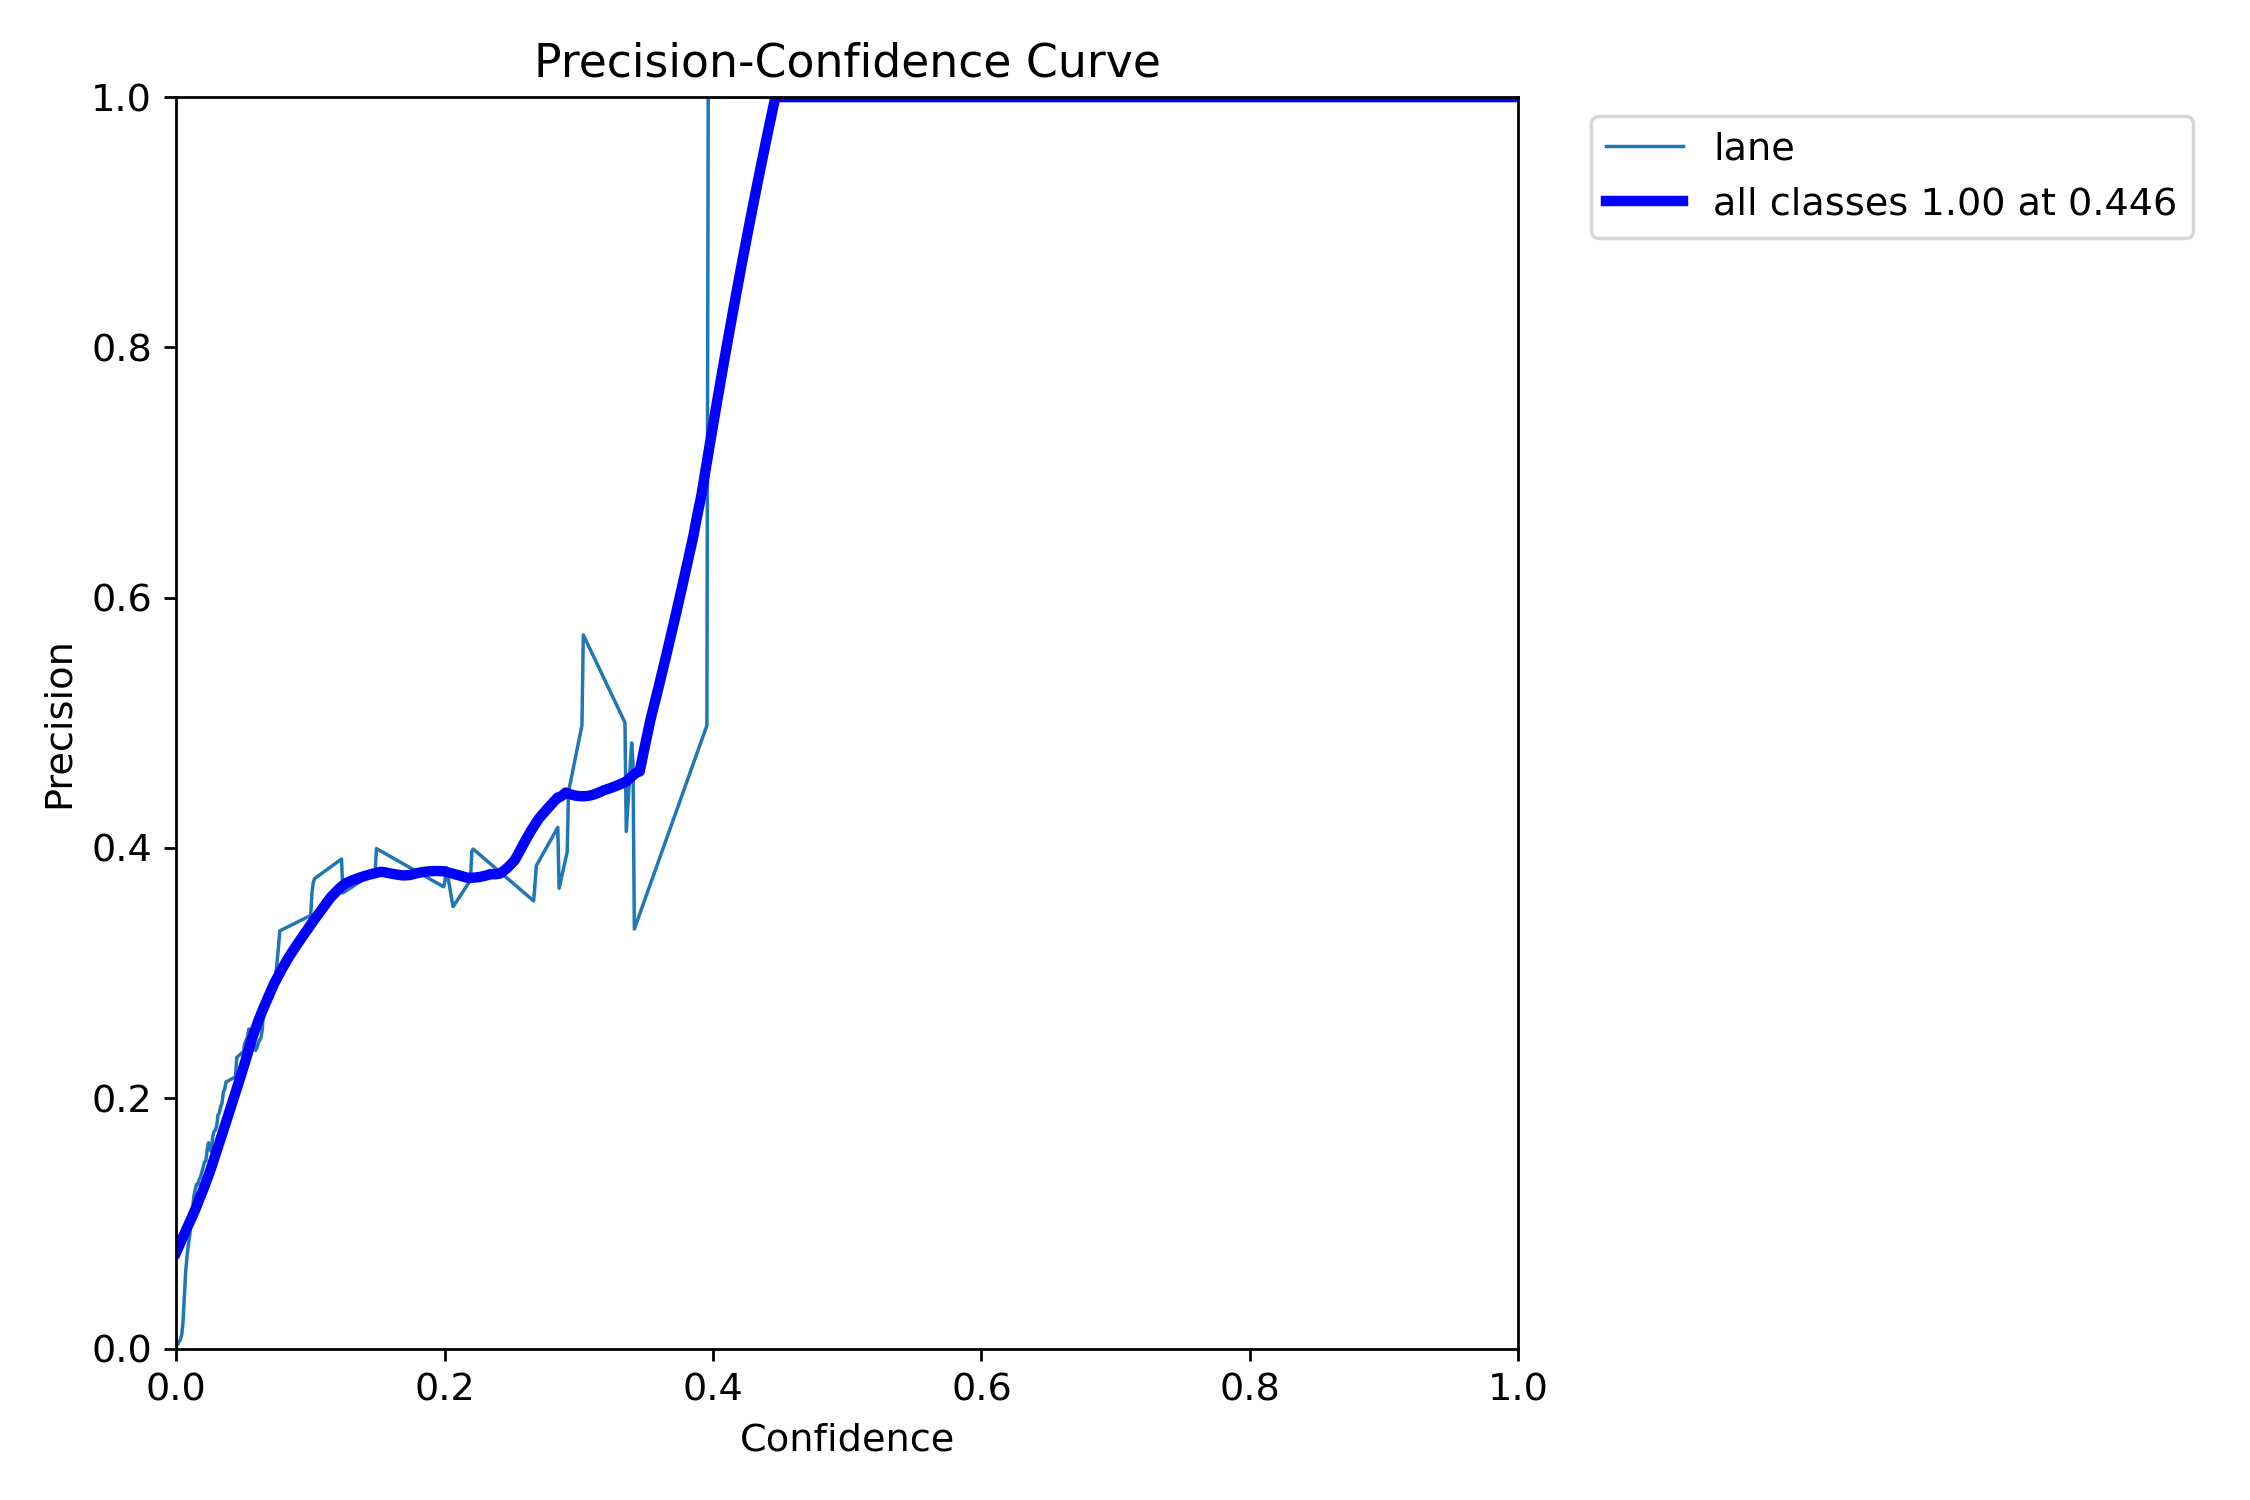 Precision-Confidence Curve
1.0
0.8
0.6
0.4
0.2
0.0
Precision
0.0 0.2 0.4 0.6 0.8 1.0
Confidence
lane
all classes 1.00 at 0.446